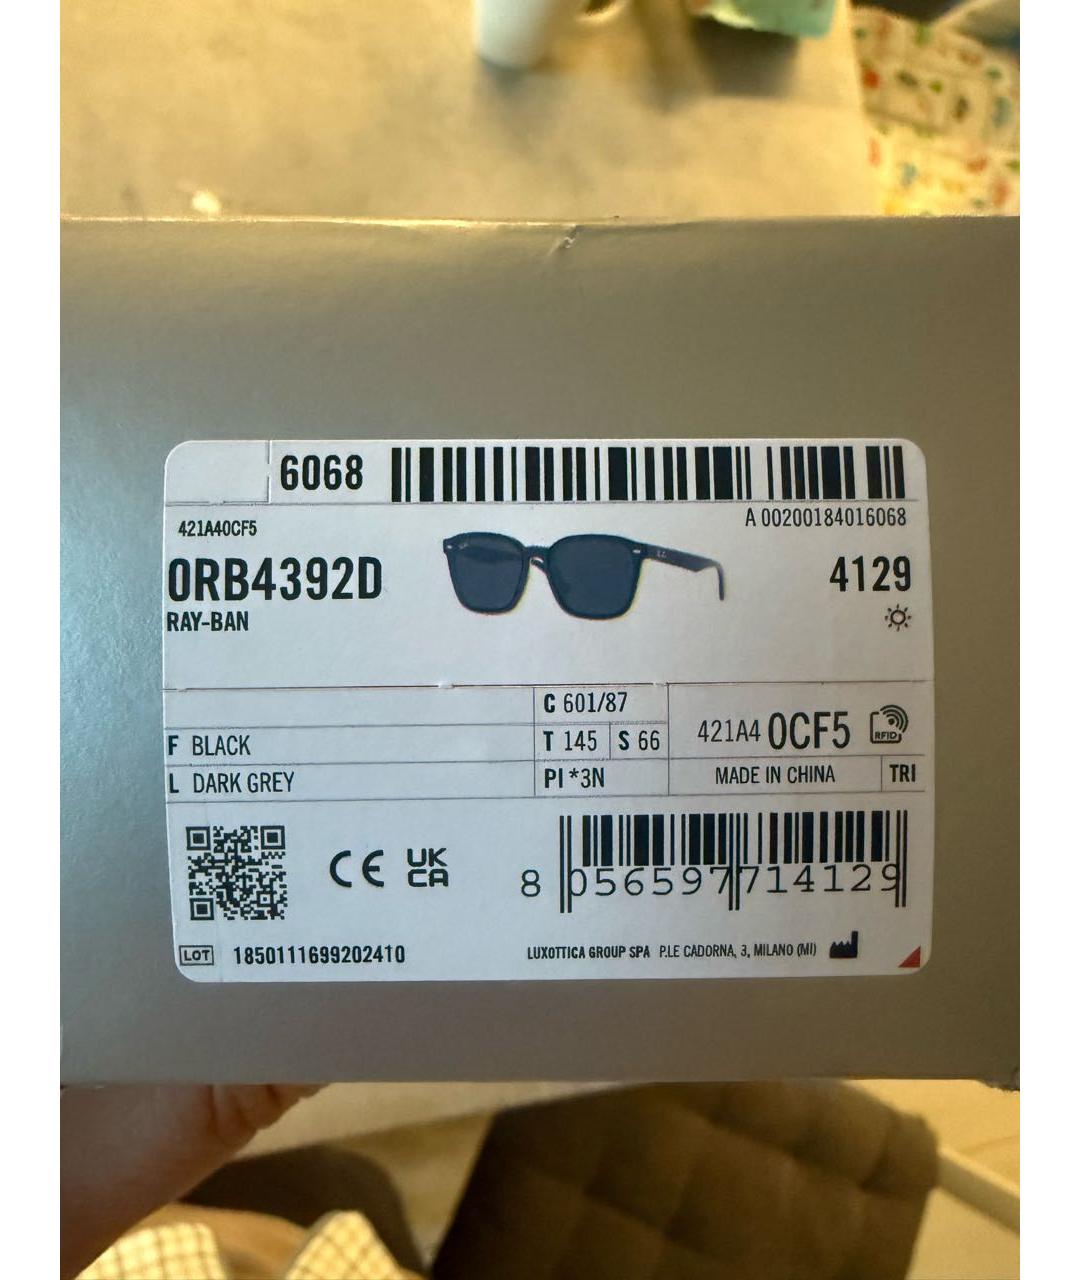 6068
A 00200184016068
421A40CF5
0RB4392D
4129
RAY-BAN
C 601/87
F BLACK
T 145 S 66
421A4 0CF5
RFID
L DARK GREY
PI *3N
MADE IN CHINA
TRI
CE UK CA
8 056597 714129
LOT 1850111699202410
LUXOTTICA GROUP SPA P.LE CADORNA, 3, MILANO (MI)